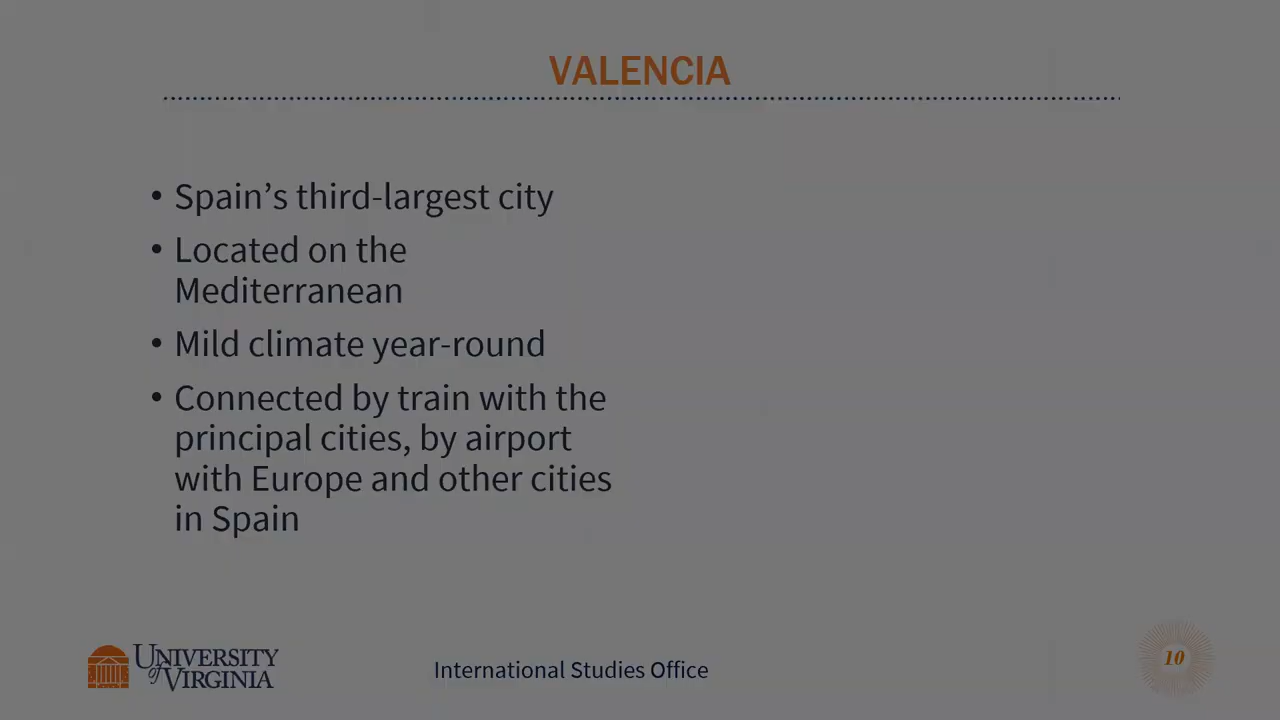 VALENCIA
• Spain’s third-largest city
• Located on the
Mediterranean
• Mild climate year-round
• Connected by train with the
principal cities, by airport
with Europe and other cities
in Spain
UNIVERSITY
of VIRGINIA
International Studies Office
10